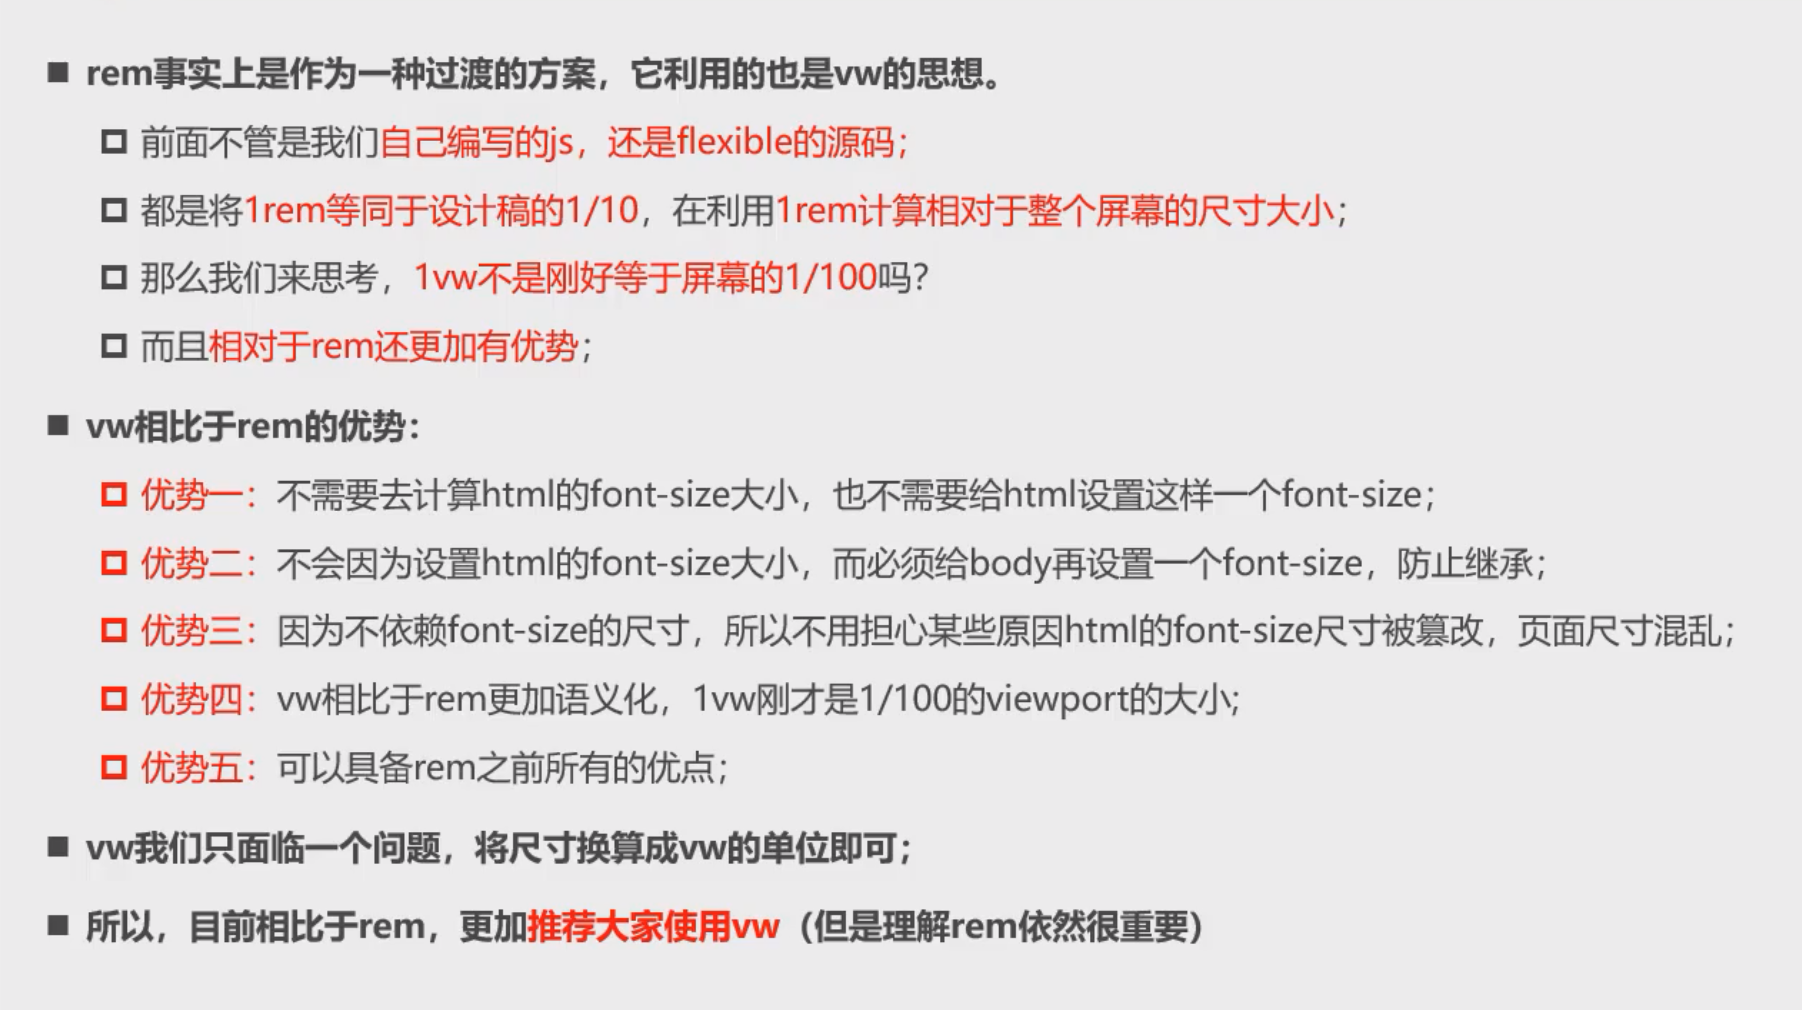 rem事实上是作为一种过渡的方案，它利用的也是vw的思想。
前面不管是我们自己编写的js，还是flexible的源码；
都是将1rem等同于设计稿的1/10，在利用1rem计算相对于整个屏幕的尺寸大小；
那么我们来思考，1vw不是刚好等于屏幕的1/100吗？
而且相对于rem还更加有优势；
vw相比于rem的优势：
优势一：不需要去计算html的font-size大小，也不需要给html设置这样一个font-size；
优势二：不会因为设置html的font-size大小，而必须给body再设置一个font-size，防止继承；
优势三：因为不依赖font-size的尺寸，所以不用担心某些原因html的font-size尺寸被篡改，页面尺寸混乱；
优势四：vw相比于rem更加语义化，1vw刚才是1/100的viewport的大小;
优势五：可以具备rem之前所有的优点；
vw我们只面临一个问题，将尺寸换算成vw的单位即可；
所以，目前相比于rem，更加推荐大家使用vw（但是理解rem依然很重要）